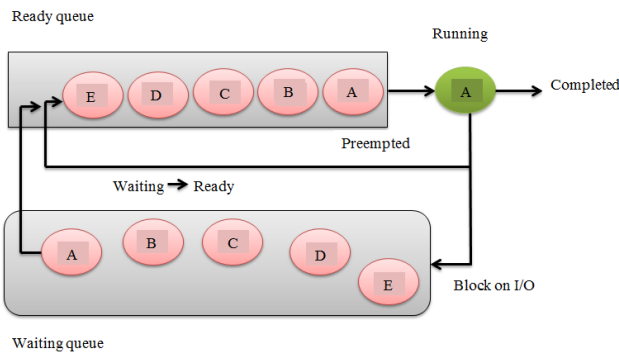 Ready queue
Running
E D C B A
A
Completed
Preempted
Waiting Ready
A
B
C
D
E
Block on I/O
Waiting queue